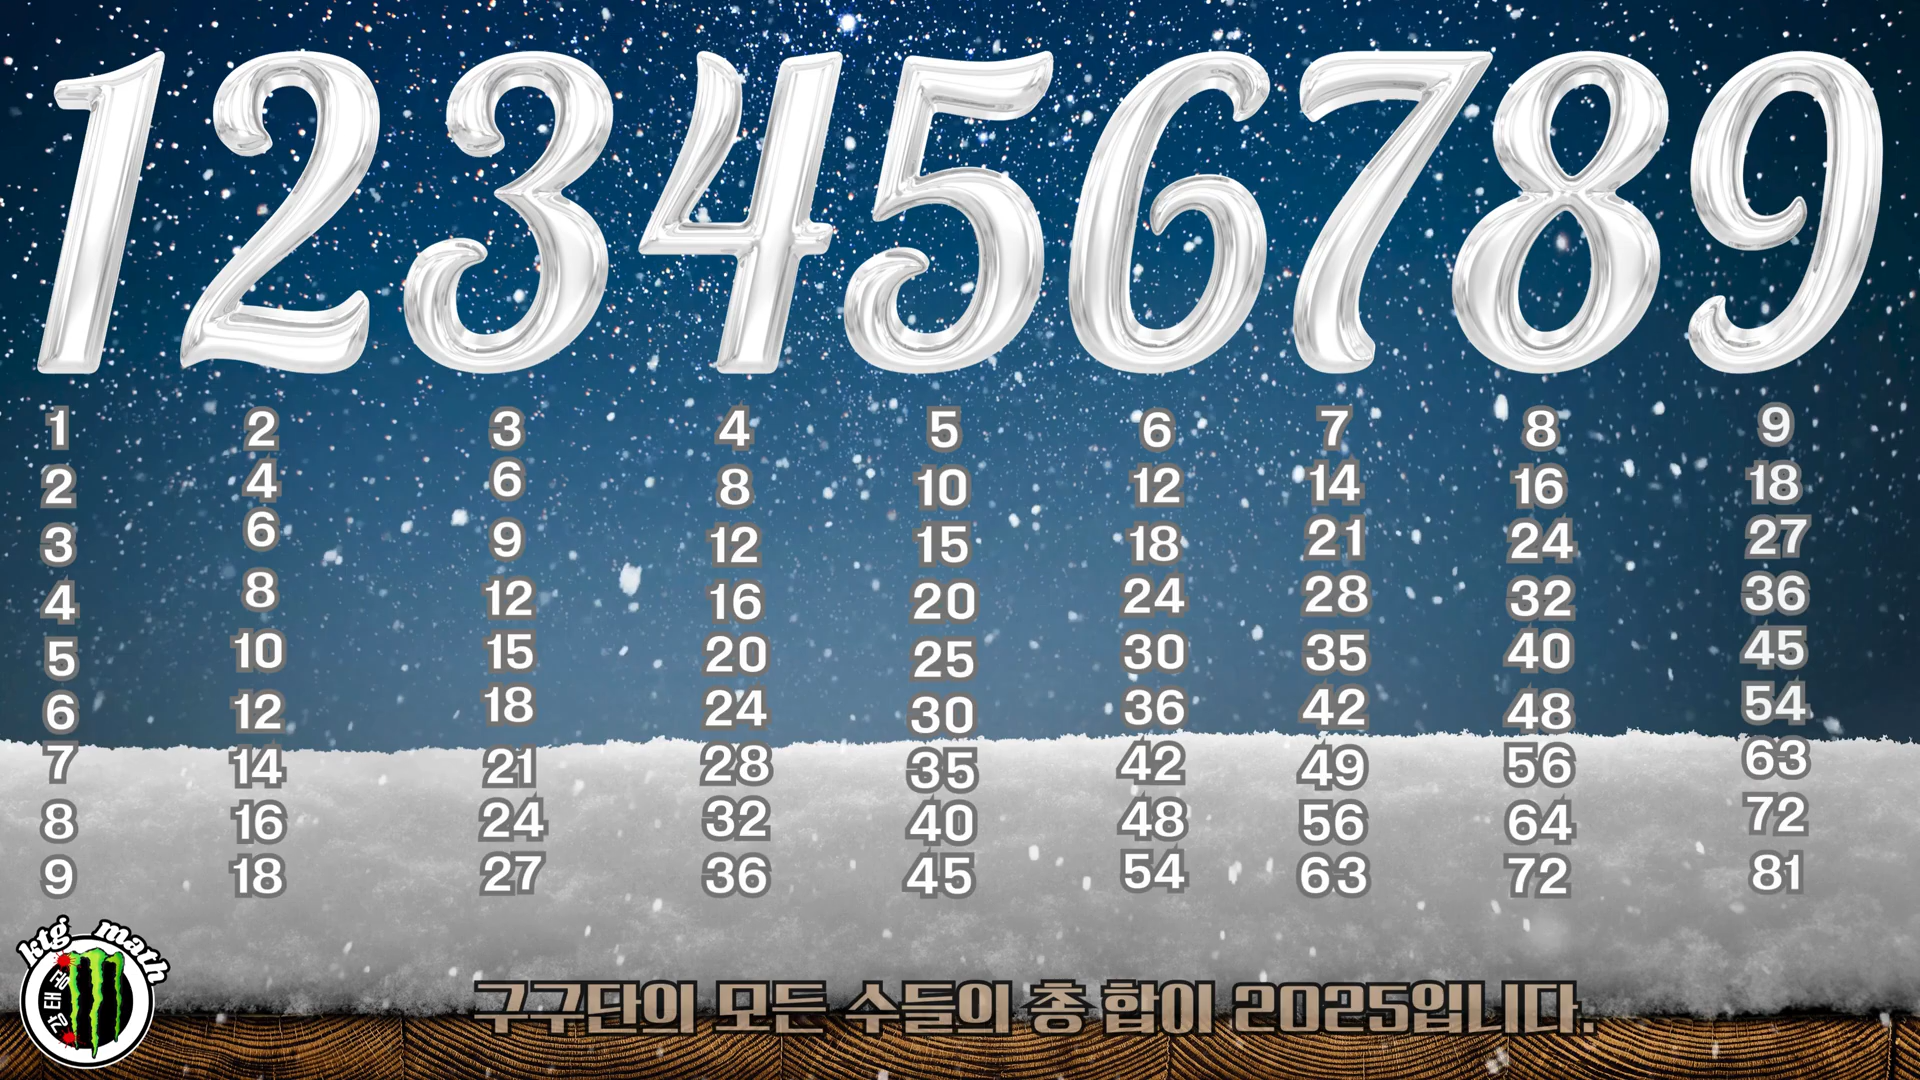 123456789
1 2 3 4 5 6 7 8 9
2 4 6 8 10 12 14 16 18
3 6 9 12 15 18 21 24 27
4 8 12 16 20 24 28 32 36
5 10 15 20 25 30 35 40 45
6 12 18 24 30 36 42 48 54
7 14 21 28 35 42 49 56 63
8 16 24 32 40 48 56 64 72
9 18 27 36 45 54 63 72 81
ktg math
구구단의 모든 수들의 총 합이 2025입니다.